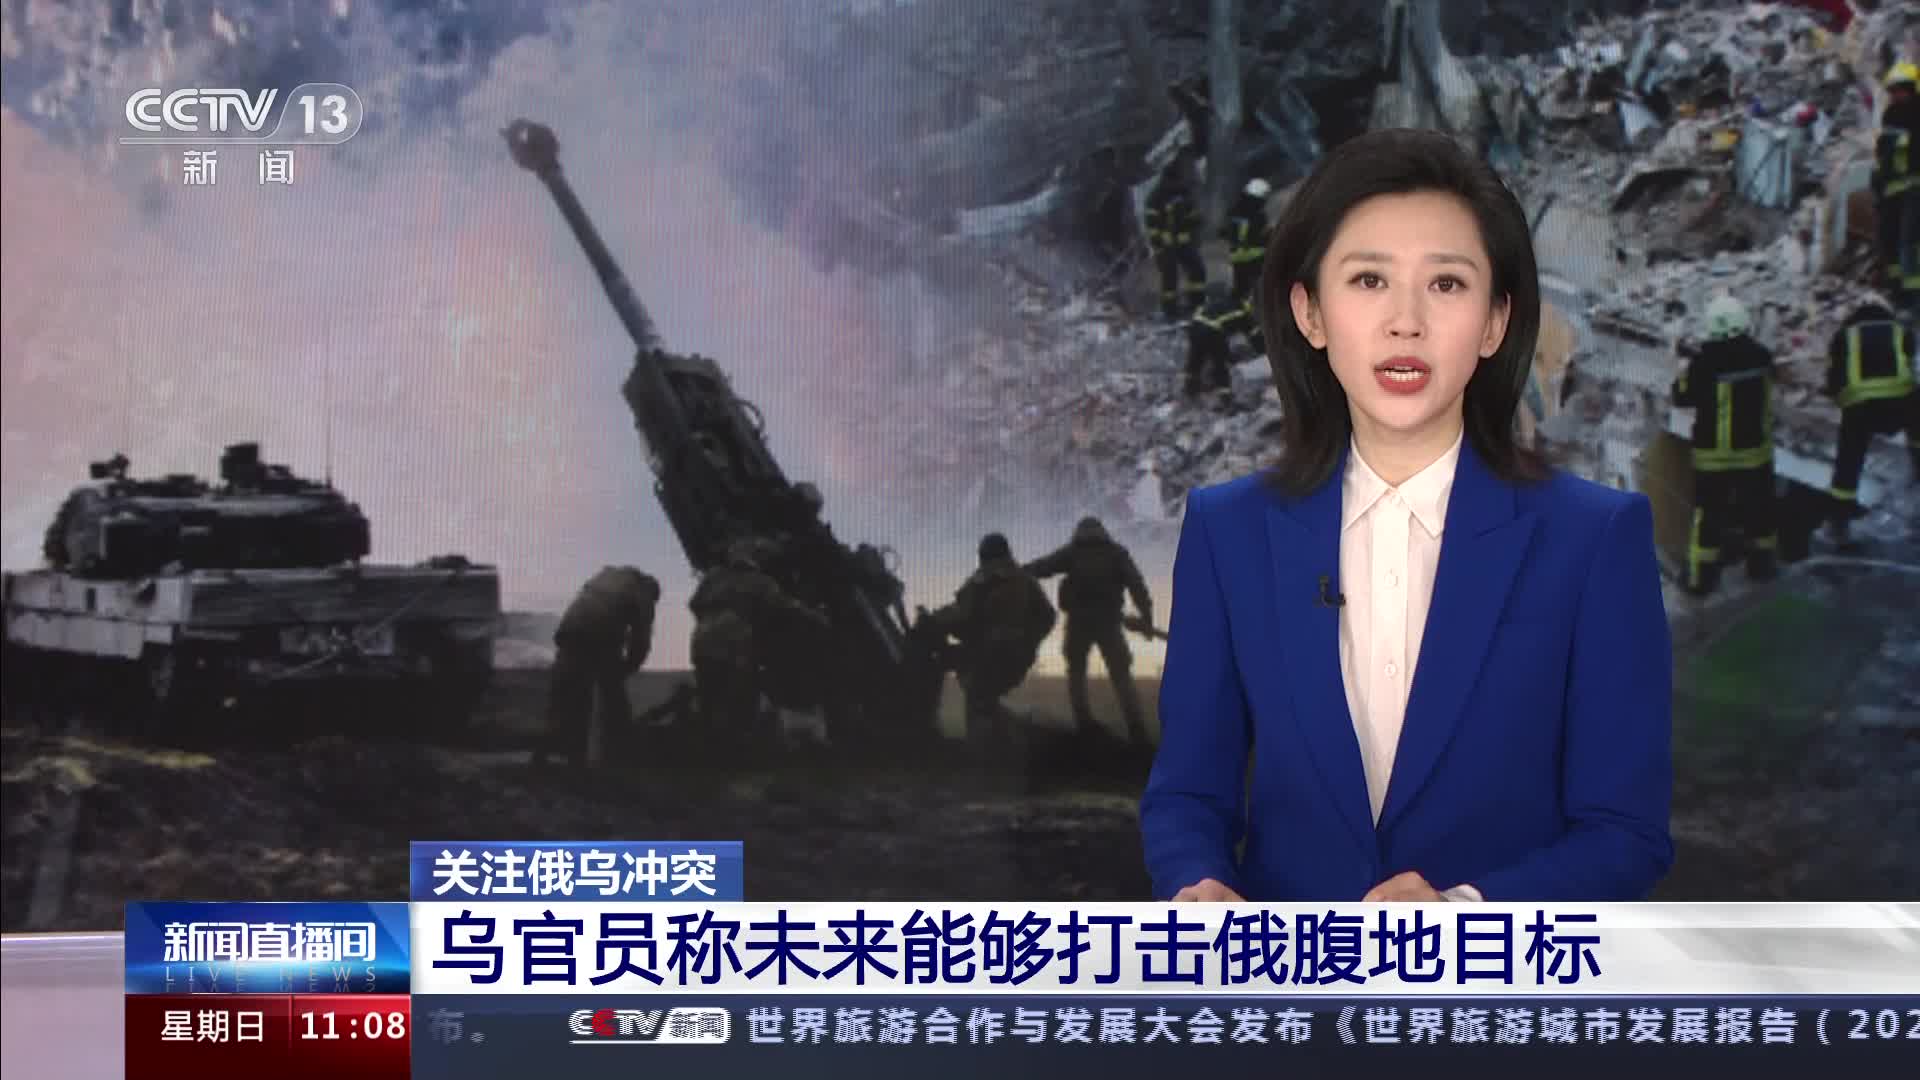 CCTV 13
新闻
关注俄乌冲突
新闻直播间
LIVE NEWS
乌官员称未来能够打击俄腹地目标
星期日 11:08
布。 CCTV 新闻 世界旅游合作与发展大会发布《世界旅游城市发展报告（202